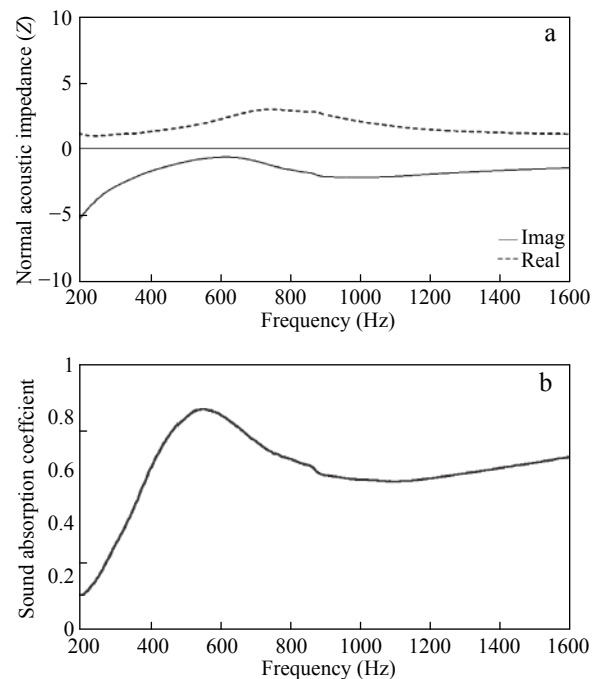 10
a
5
0
−5
−10
Normal acoustic impedance (Z)
Imag
Real
200 400 600 800 1000 1200 1400 1600
Frequency (Hz)
1
b
0.8
0.6
0.4
0.2
0
Sound absorption coeffcient
200 400 600 800 1000 1200 1400 1600
Frequency (Hz)